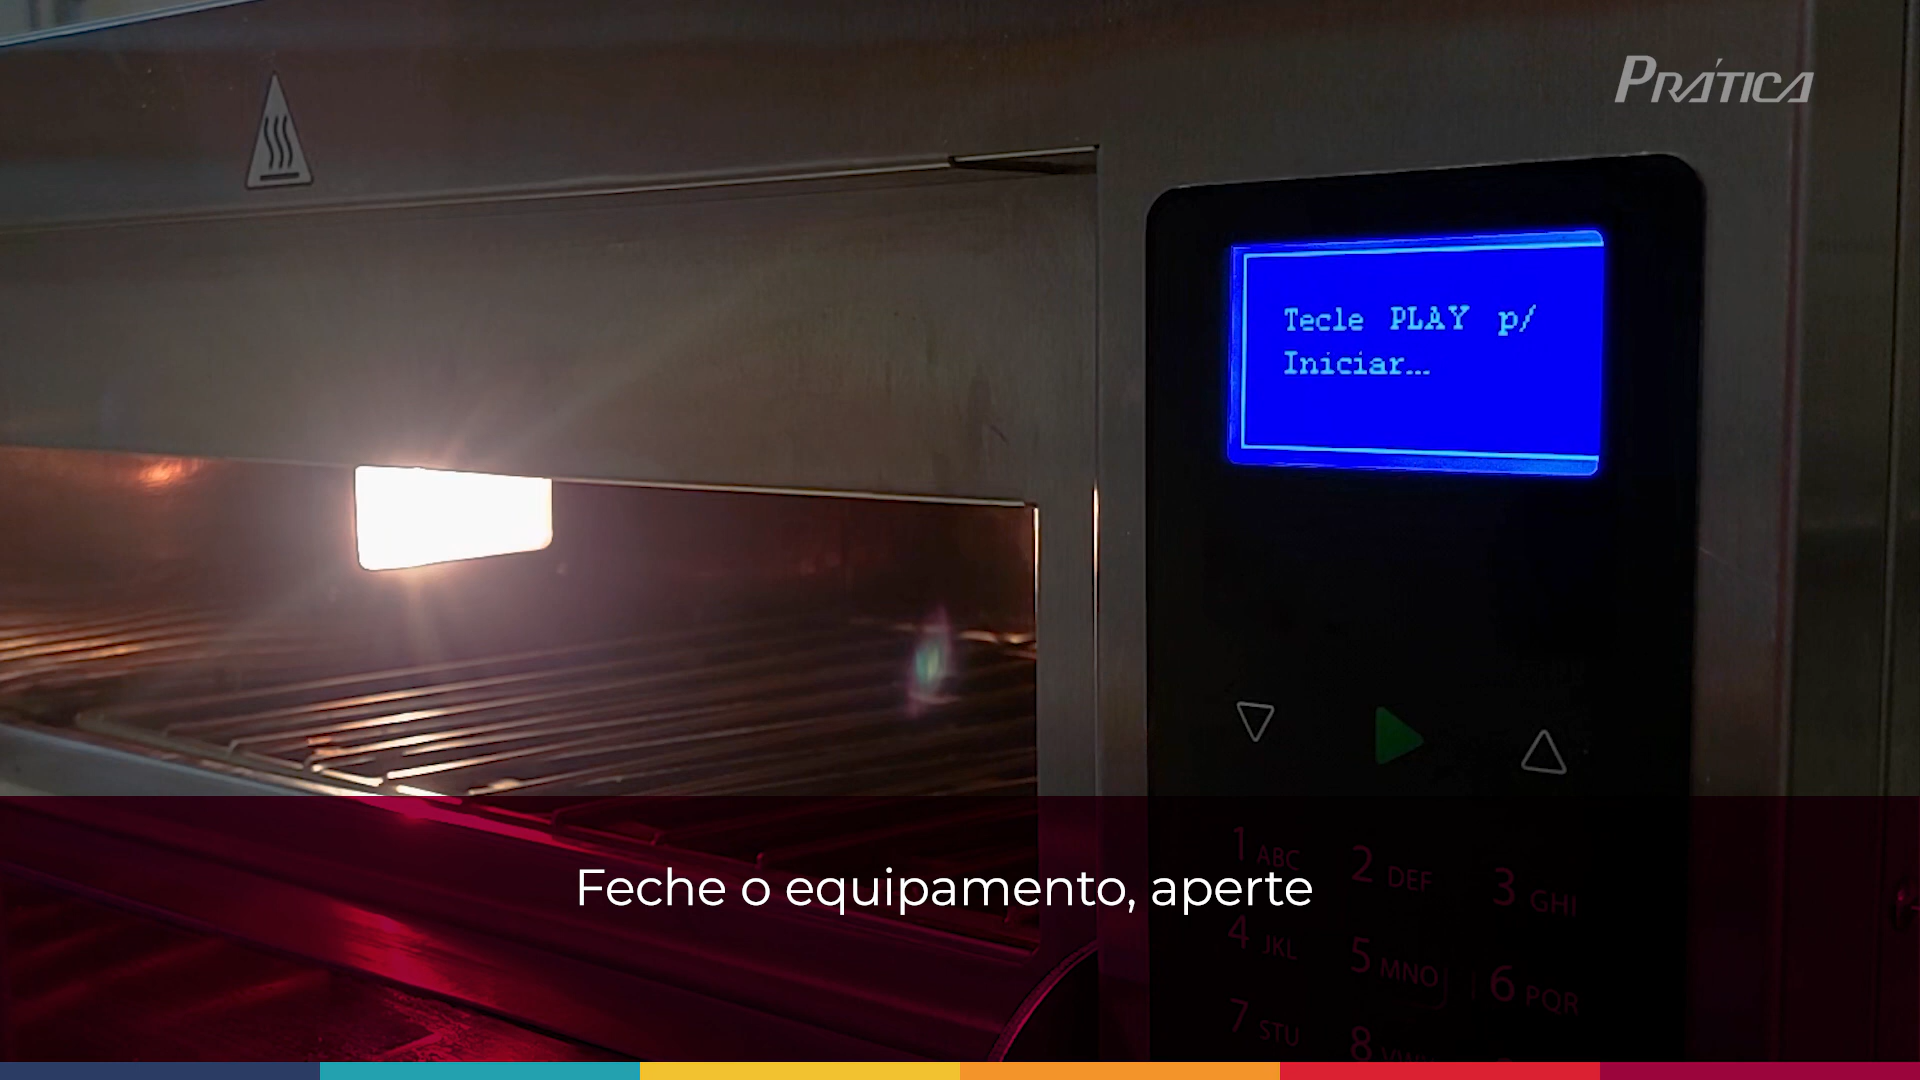 PRÁTICA
Tecle PLAY p/
Iniciar...
1 ABC 2 DEF 3 GHI
4 JKL 5 MNO 6 PQR
7 STU 8
Feche o equipamento, aperte